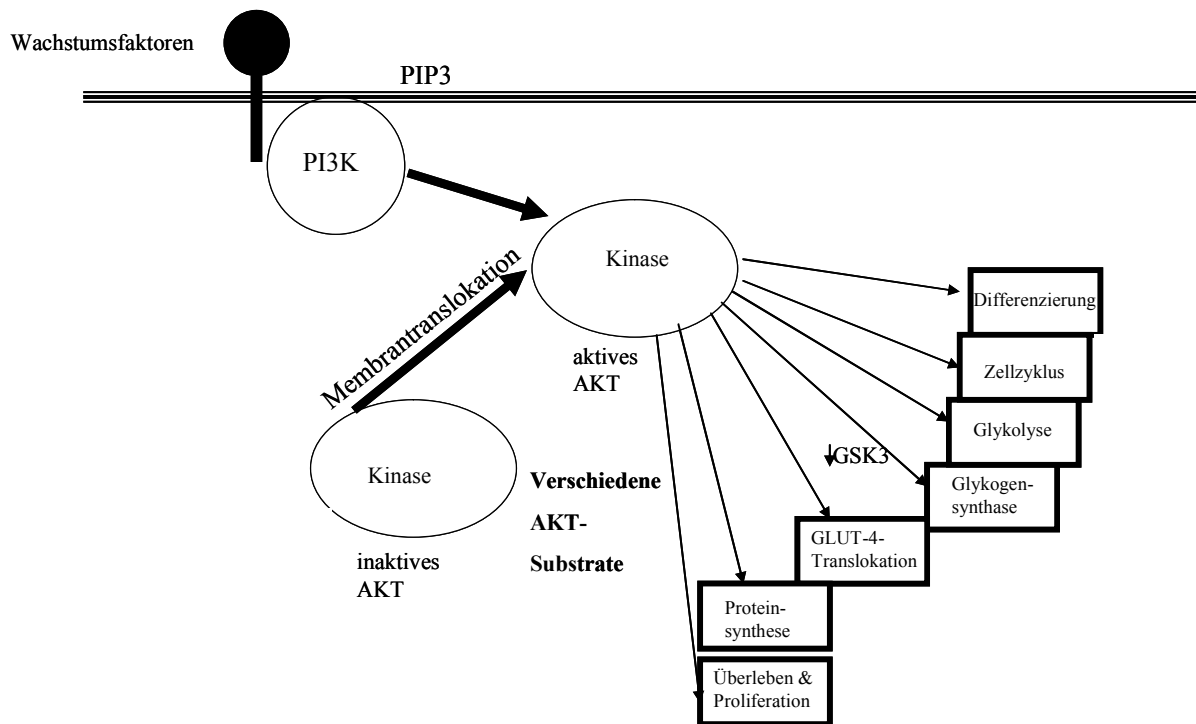 Wachstumsfaktoren
PIP3
PI3K
Kinase
aktives
AKT
Membrantranslokation
Kinase
inaktives
AKT
Verschiedene
AKT-
Substrate
Differenzierung
Zellzyklus
Glykolyse
↓GSK3
Glykogen-
synthase
GLUT-4-
Translokation
Protein-
synthese
Überleben &
Proliferation